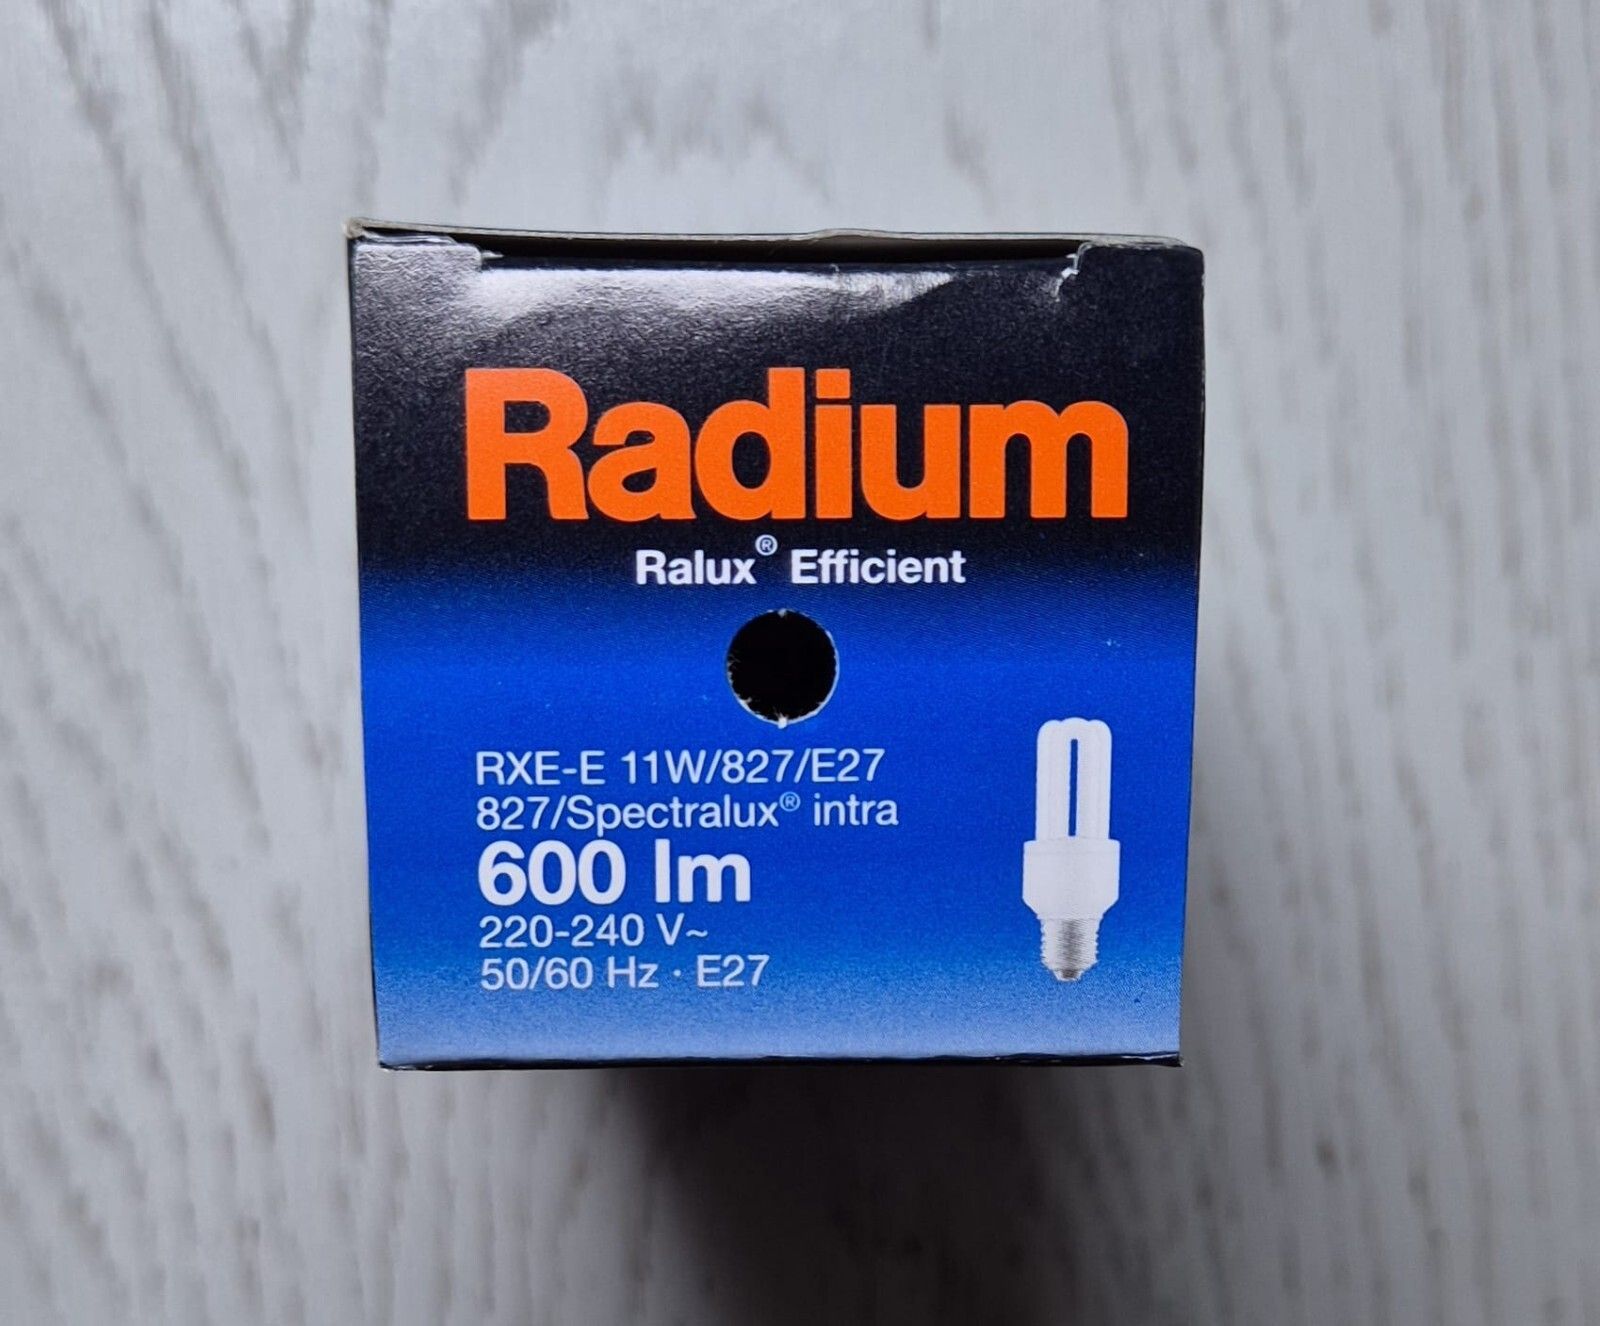 Radium
Ralux® Efficient
RXE-E 11W/827/E27
827/Spectralux® intra
600 lm
220-240 V~
50/60 Hz · E27